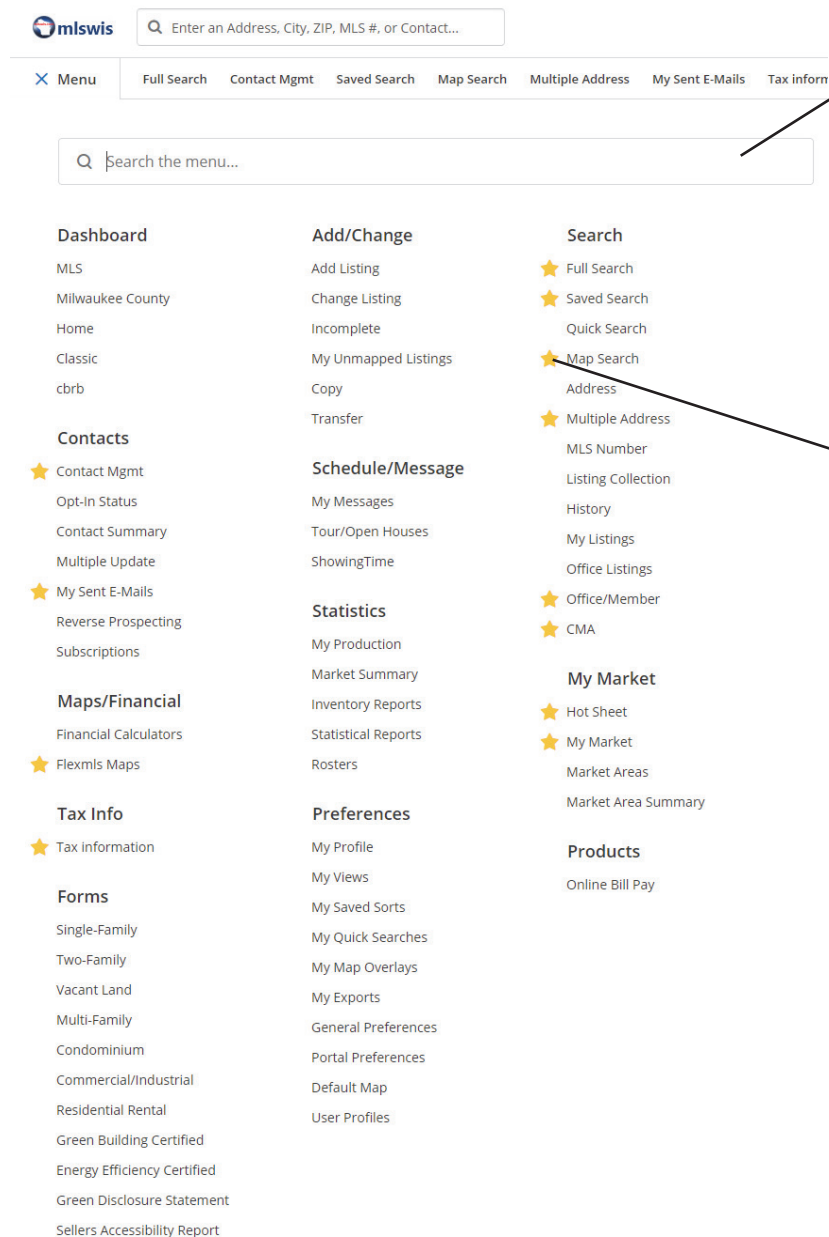 mlswis
Enter an Address, City, ZIP, MLS #, or Contact...
Menu
Full Search
Contact Mgmt
Saved Search
Map Search
Multiple Address
My Sent E-Mails
Tax inform
Search the menu...
Dashboard
MLS
Milwaukee County
Home
Classic
cbrb
Contacts
Contact Mgmt
Opt-In Status
Contact Summary
Multiple Update
My Sent E-Mails
Reverse Prospecting
Subscriptions
Maps/Financial
Financial Calculators
Flexmls Maps
Tax Info
Tax information
Forms
Single-Family
Two-Family
Vacant Land
Multi-Family
Condominium
Commercial/Industrial
Residential Rental
Green Building Certified
Energy Efficiency Certified
Green Disclosure Statement
Sellers Accessibility Report
Add/Change
Add Listing
Change Listing
Incomplete
My Unmapped Listings
Copy
Transfer
Schedule/Message
My Messages
Tour/Open Houses
ShowingTime
Statistics
My Production
Market Summary
Inventory Reports
Statistical Reports
Rosters
Preferences
My Profile
My Views
My Saved Sorts
My Quick Searches
My Map Overlays
My Exports
General Preferences
Portal Preferences
Default Map
User Profiles
Search
Full Search
Saved Search
Quick Search
Map Search
Address
Multiple Address
MLS Number
Listing Collection
History
My Listings
Office Listings
Office/Member
CMA
My Market
Hot Sheet
My Market
Market Areas
Market Area Summary
Products
Online Bill Pay